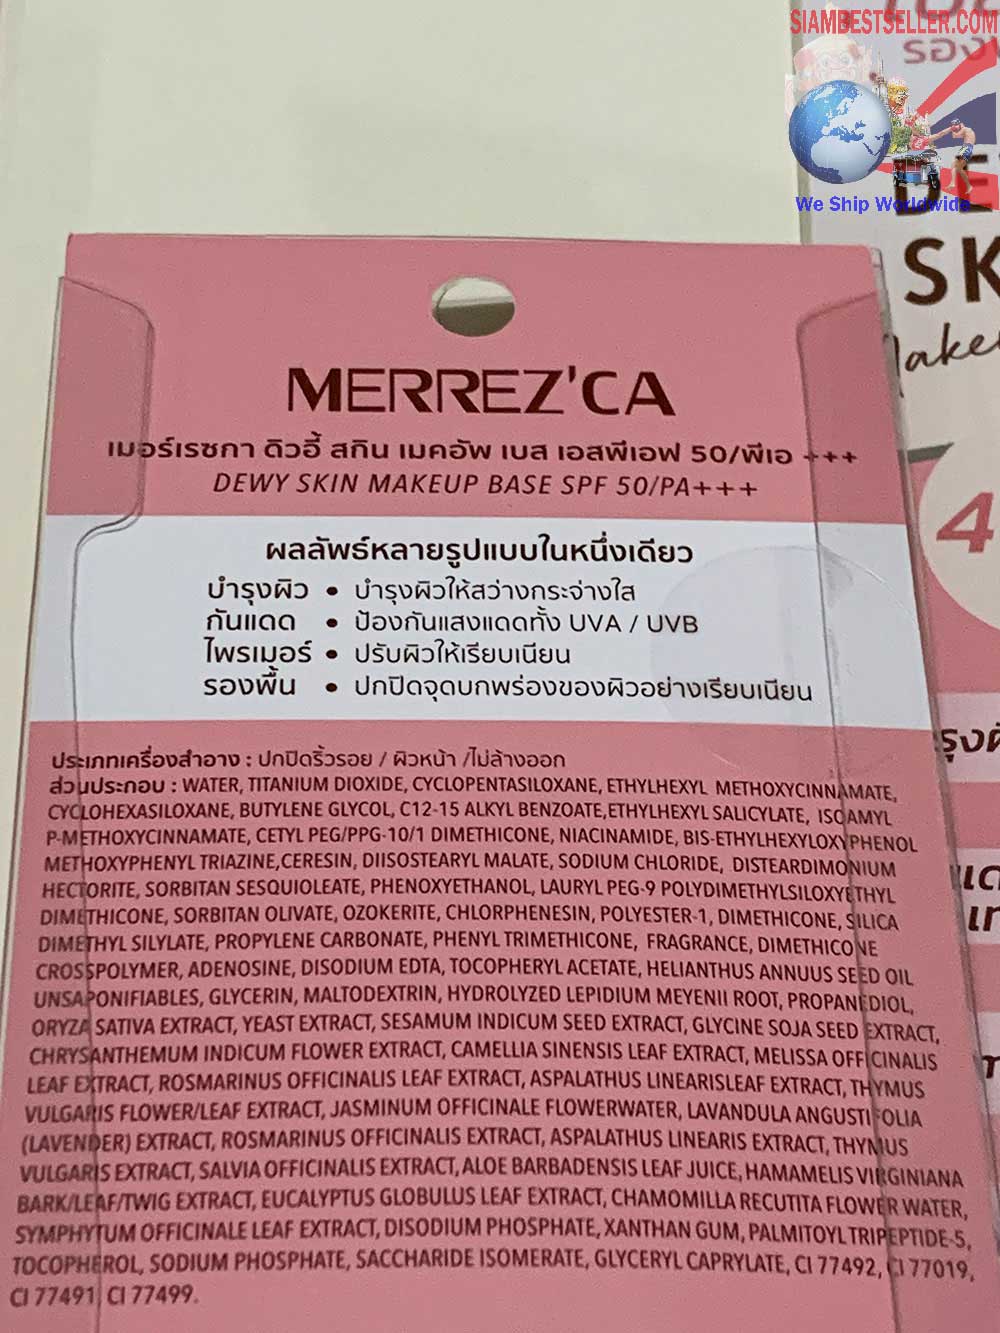 SIAMBESTSELLER.COM
We Ship Worldwide
SK
MERREZ'CA
เมอร์เรซกา ดิวอี้ สกิน เมคอัพ เบส เอสพีเอฟ 50/พีเอ +++
DEWY SKIN MAKEUP BASE SPF 50/PA+++
4
ผลลัพธ์หลายรูปแบบในหนึ่งเดียว
บำรุงผิว • บำรุงผิวให้สว่างกระจ่างใส
กันแดด • ป้องกันแสงแดดทั้ง UVA / UVB
ไพรเมอร์ • ปรับผิวให้เรียบเนียน
รองพื้น • ปกปิดจุดบกพร่องของผิวอย่างเรียบเนียน
ประเภทเครื่องสำอาง : ปกปิดริ้วรอย / ผิวหน้า /ไม่ล้างออก
ส่วนประกอบ : WATER, TITANIUM DIOXIDE, CYCLOPENTASILOXANE, ETHYLHEXYL METHOXYCINNAMATE,
CYCLOHEXASILOXANE, BUTYLENE GLYCOL, C12-15 ALKYL BENZOATE,ETHYLHEXYL SALICYLATE, ISOAMYL
P-METHOXYCINNAMATE, CETYL PEG/PPG-10/1 DIMETHICONE, NIACINAMIDE, BIS-ETHYLHEXYLOXYPHENOL
METHOXYPHENYL TRIAZINE,CERESIN, DIISOSTEARYL MALATE, SODIUM CHLORIDE, DISTEARDIMONIUM
HECTORITE, SORBITAN SESQUIOLEATE, PHENOXYETHANOL, LAURYL PEG-9 POLYDIMETHYLSILOXYETHYL
DIMETHICONE, SORBITAN OLIVATE, OZOKERITE, CHLORPHENESIN, POLYESTER-1, DIMETHICONE, SILICA
DIMETHYL SILYLATE, PROPYLENE CARBONATE, PHENYL TRIMETHICONE, FRAGRANCE, DIMETHICONE
CROSSPOLYMER, ADENOSINE, DISODIUM EDTA, TOCOPHERYL ACETATE, HELIANTHUS ANNUUS SEED OIL
UNSAPONIFIABLES, GLYCERIN, MALTODEXTRIN, HYDROLYZED LEPIDIUM MEYENII ROOT, PROPANEDIOL,
ORYZA SATIVA EXTRACT, YEAST EXTRACT, SESAMUM INDICUM SEED EXTRACT, GLYCINE SOJA SEED EXTRACT,
CHRYSANTHEMUM INDICUM FLOWER EXTRACT, CAMELLIA SINENSIS LEAF EXTRACT, MELISSA OFFICINALIS
LEAF EXTRACT, ROSMARINUS OFFICINALIS LEAF EXTRACT, ASPALATHUS LINEARISLEAF EXTRACT, THYMUS
VULGARIS FLOWER/LEAF EXTRACT, JASMINUM OFFICINALE FLOWERWATER, LAVANDULA ANGUSTIFOLIA
(LAVENDER) EXTRACT, ROSMARINUS OFFICINALIS EXTRACT, ASPALATHUS LINEARIS EXTRACT, THYMUS
VULGARIS EXTRACT, SALVIA OFFICINALIS EXTRACT, ALOE BARBADENSIS LEAF JUICE, HAMAMELIS VIRGINIANA
BARK/LEAF/TWIG EXTRACT, EUCALYPTUS GLOBULUS LEAF EXTRACT, CHAMOMILLA RECUTITA FLOWER WATER,
SYMPHYTUM OFFICINALE LEAF EXTRACT, DISODIUM PHOSPHATE, XANTHAN GUM, PALMITOYL TRIPEPTIDE-5,
TOCOPHEROL, SODIUM PHOSPHATE, SACCHARIDE ISOMERATE, GLYCERYL CAPRYLATE, CI 77492, CI 77019,
CI 77491, CI 77499.